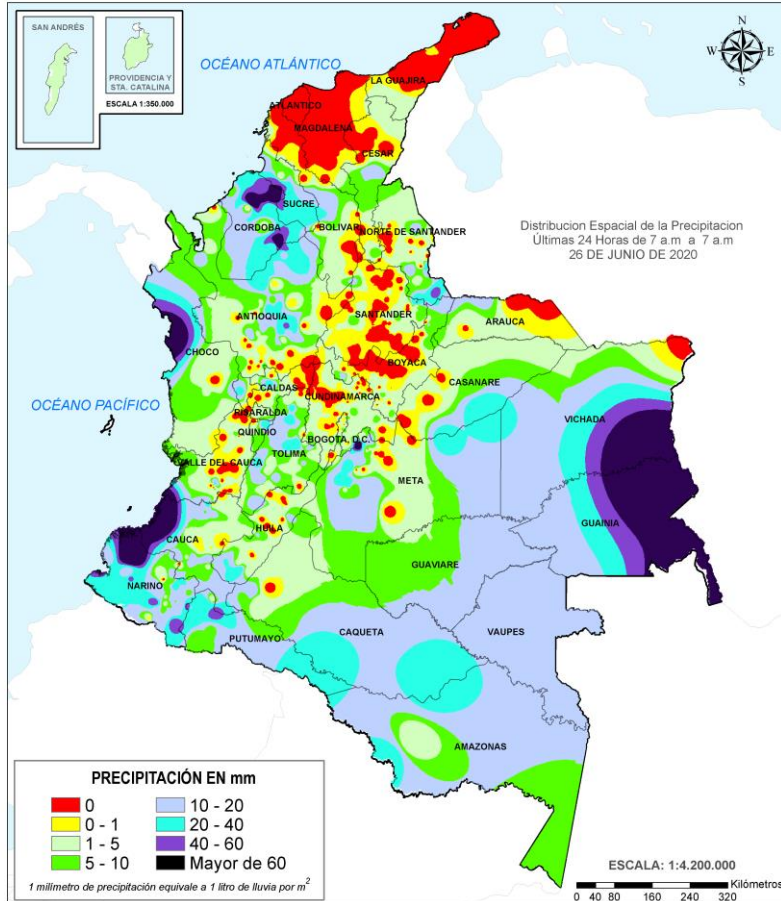 SAN ANDRÉS
PROVIDENCIA Y
STA. CATALINA
ESCALA 1:350.000
OCÉANO ATLÁNTICO
N
W
E
S
LA GUAJIRA
ATLANTICO
MAGDALENA
CESAR
SUCRE
CORDOBA
BOLIVAR
NORTE DE SANTANDER
Distribucion Espacial de la Precipitacion
Últimas 24 Horas de 7 a.m a 7 a.m
26 DE JUNIO DE 2020
ANTIOQUIA
SANTANDER
ARAUCA
CHOCO
BOYACA
CASANARE
CALDAS
CUNDINAMARCA
OCÉANO PACÍFICO
RISARALDA
VICHADA
QUINDIO
BOGOTA, D.C.
TOLIMA
VALLE DEL CAUCA
META
GUAINIA
HUILA
CAUCA
GUAVIARE
NARIÑO
PUTUMAYO
CAQUETA
VAUPES
AMAZONAS
PRECIPITACIÓN EN mm
0
0 - 1
1 - 5
5 - 10
10 - 20
20 - 40
40 - 60
Mayor de 60
1 milímetro de precipitación equivale a 1 litro de lluvia por m²
ESCALA: 1:4.200.000
Kilómetros
0 40 80 160 240 320